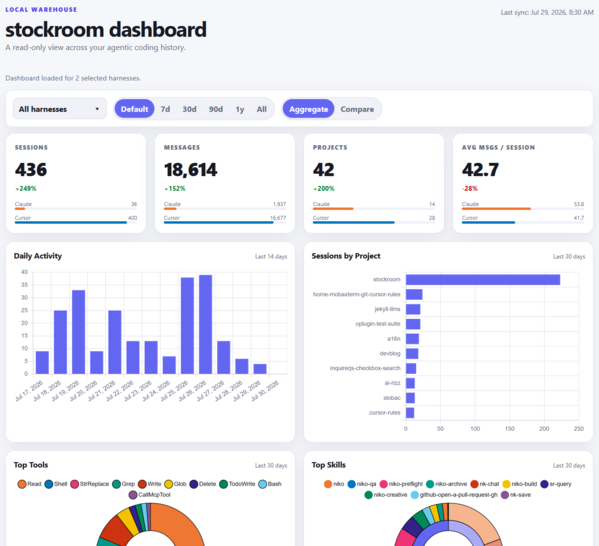 LOCAL WAREHOUSE
Last sync: Jul 29, 2026, 8:30 AM
stockroom dashboard
A read-only view across your agentic coding history.
Dashboard loaded for 2 selected harnesses.
All harnesses
Default 7d 30d 90d 1y All
Aggregate Compare
SESSIONS
436
+249%
Claude 36
Cursor 400
MESSAGES
18,614
+152%
Claude 1,937
Cursor 16,677
PROJECTS
42
+200%
Claude 14
Cursor 28
AVG MSGS / SESSION
42.7
-28%
Claude 53.8
Cursor 41.7
Daily Activity
Last 14 days
40
35
30
25
20
15
10
5
0
Jul 17, 2026
Jul 18, 2026
Jul 19, 2026
Jul 20, 2026
Jul 21, 2026
Jul 22, 2026
Jul 23, 2026
Jul 24, 2026
Jul 25, 2026
Jul 26, 2026
Jul 27, 2026
Jul 28, 2026
Jul 29, 2026
Jul 30, 2026
Sessions by Project
Last 30 days
stockroom
home-mobaxterm-git-cursor-rules
jekyll-llms
oplugin-test-suite
a16n
devblog
inquirerjs-checkbox-search
ai-rizz
slobac
.cursor-rules
0 50 100 150 200 250
Top Tools
Last 30 days
Read Shell StrReplace Grep Write Glob Delete TodoWrite Bash
CallMcpTool
Top Skills
Last 30 days
niko niko-qa niko-preflight niko-archive nk-chat niko-build sr-query
niko-creative github-open-a-pull-request-gh nk-save